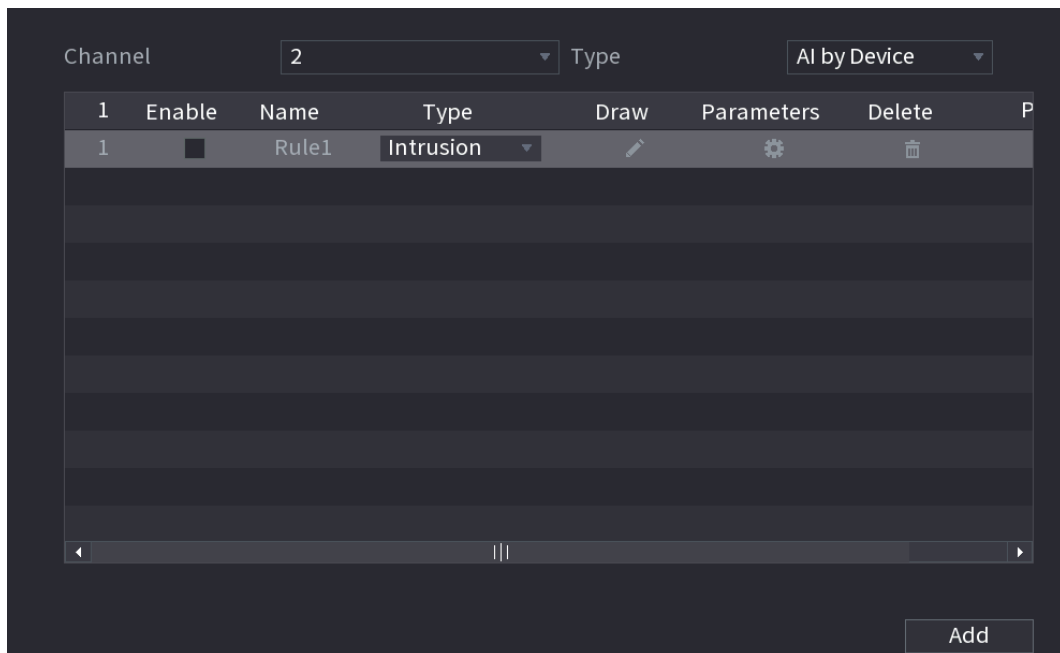 Channel 2 Type AI by Device
1 Enable Name Type Draw Parameters Delete P
1 Rule1 Intrusion
Add